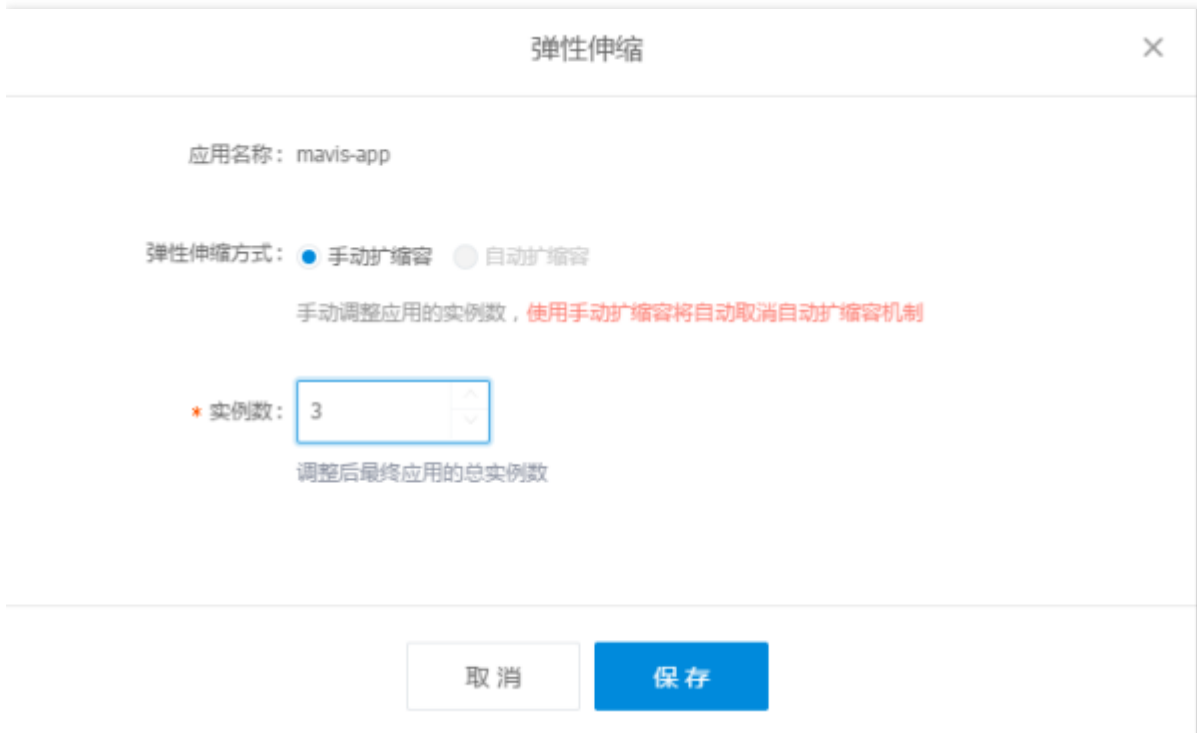 弹性伸缩
应用名称： mavis-app
弹性伸缩方式： 手动扩缩容 自动扩缩容
手动调整应用的实例数，使用手动扩缩容将自动取消自动扩缩容机制
* 实例数： 3
调整后最终应用的总实例数
取消 保存